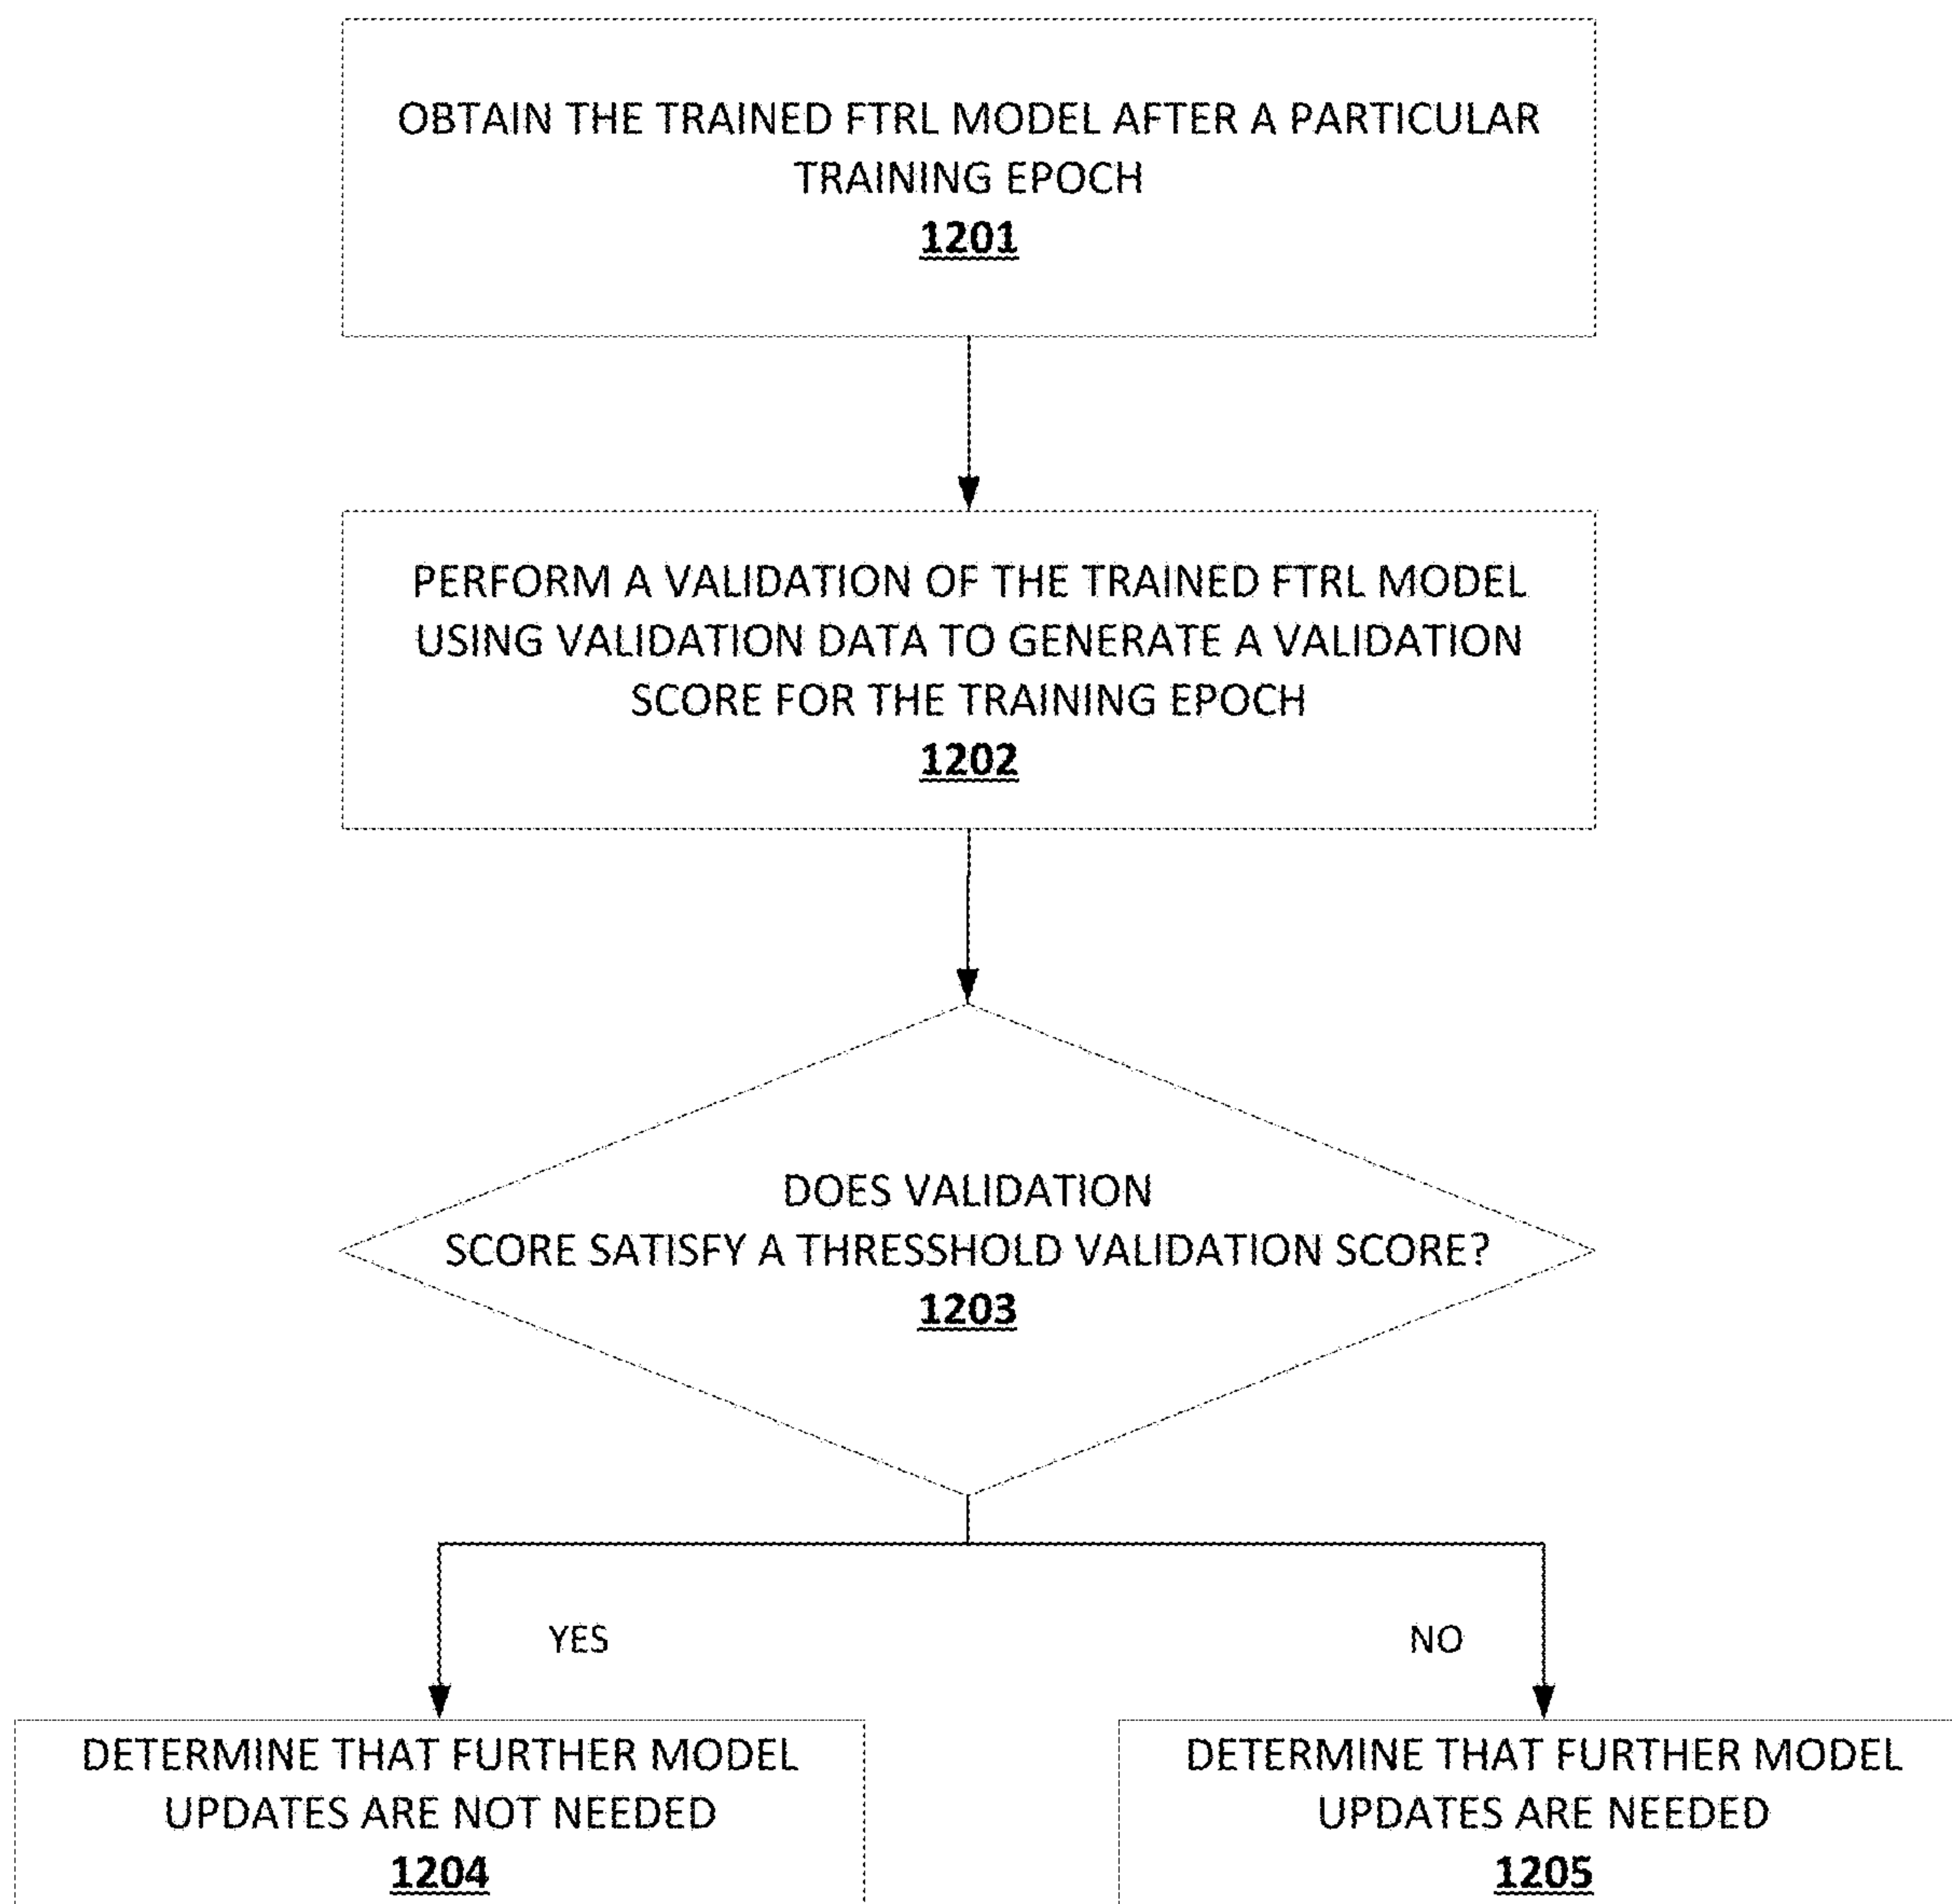 OBTAIN THE TRAINED FTRL MODEL AFTER A PARTICULAR
TRAINING EPOCH
1201
PERFORM A VALIDATION OF THE TRAINED FTRL MODEL
USING VALIDATION DATA TO GENERATE A VALIDATION
SCORE FOR THE TRAINING EPOCH
1202
DOES VALIDATION
SCORE SATISFY A THRESSHOLD VALIDATION SCORE?
1203
YES
NO
DETERMINE THAT FURTHER MODEL
UPDATES ARE NOT NEEDED
1204
DETERMINE THAT FURTHER MODEL
UPDATES ARE NEEDED
1205